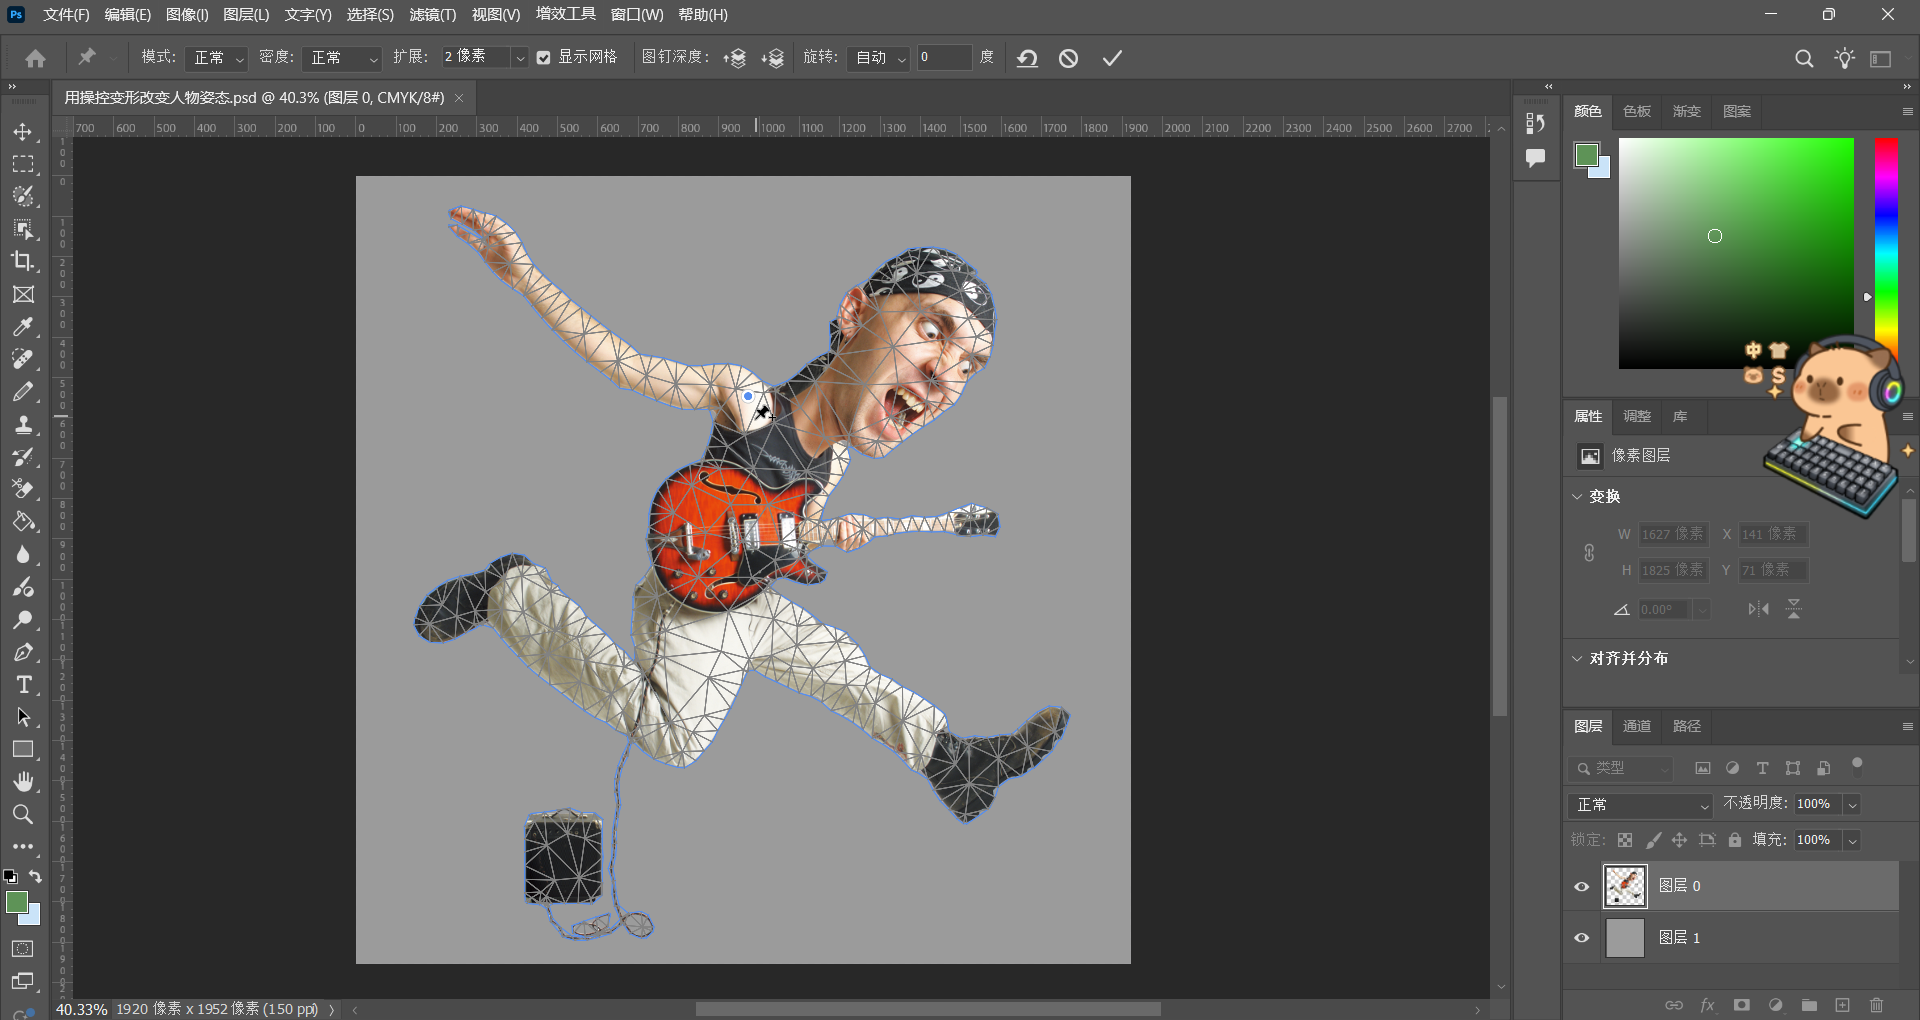 Ps 文件(F) 编辑(E) 图像(I) 图层(L) 文字(Y) 选择(S) 滤镜(T) 视图(V) 增效工具 窗口(W) 帮助(H)
模式: 正常 密度: 正常 扩展: 2 像素 显示网格 图钉深度: 旋转: 自动 0 度
用操控变形改变人物姿态.psd @ 40.3% (图层 0, CMYK/8#) ×
700 600 500 400 300 200 100 0 100 200 300 400 500 600 700 800 900 1000 1100 1200 1300 1400 1500 1600 1700 1800 1900 2000 2100 2200 2300 2400 2500 2600 2700
颜色 色板 渐变 图案
中
S
属性 调整 库
像素图层
变换
W 1627 像素 X 141 像素
H 1825 像素 Y 71 像素
0.00°
对齐并分布
图层 通道 路径
类型
正常 不透明度: 100%
锁定: 填充: 100%
图层 0
图层 1
40.33% 1920 像素 x 1952 像素 (150 ppi)